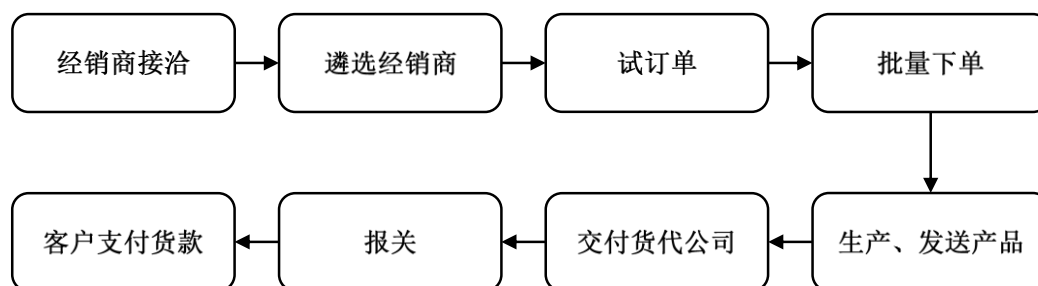 经销商接洽
遴选经销商
试订单
批量下单
生产、发送产品
交付货代公司
报关
客户支付货款